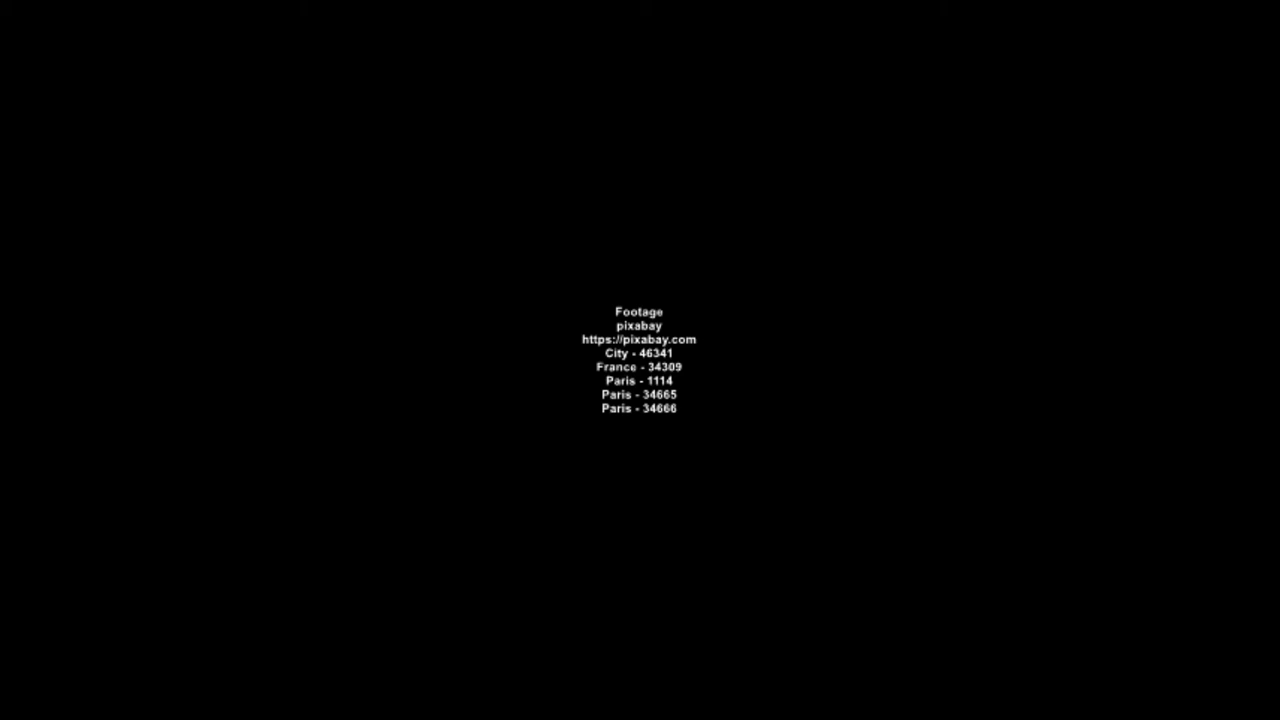 Footage
pixabay
https://pixabay.com
City - 46341
France - 34309
Paris - 1114
Paris - 34665
Paris - 34666